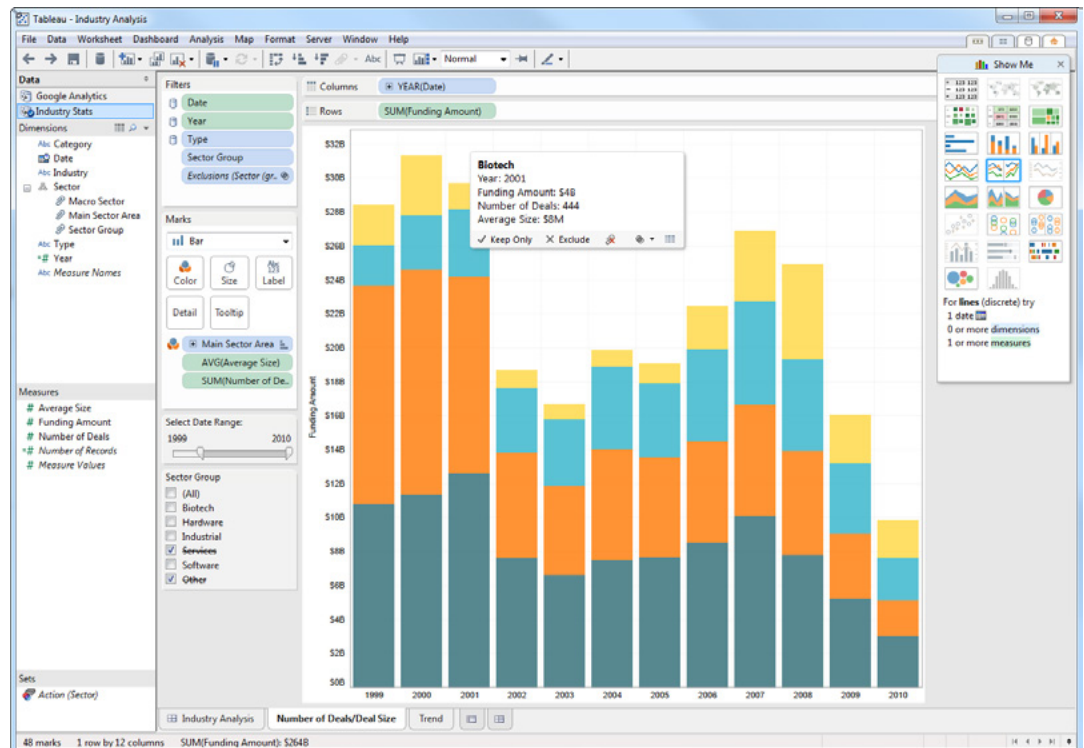 Tableau - Industry Analysis
File Data Worksheet Dashboard Analysis Map Format Server Window Help
Abc Normal
Data
Google Analytics
Industry Stats
Dimensions
Abc Category
Date
Abc Industry
Sector
Macro Sector
Main Sector Area
Sector Group
Abc Type
# Year
Abc Measure Names
Measures
# Average Size
# Funding Amount
# Number of Deals
# Number of Records
# Measure Values
Sets
Action (Sector)
Filters
Date
Year
Type
Sector Group
Exclusions (Sector (gr..
Marks
Bar
Color Size Label
Detail Tooltip
Main Sector Area
AVG(Average Size)
SUM(Number of De..
Select Date Range:
1999 2010
Sector Group
(All)
Biotech
Hardware
Industrial
Services
Software
Other
Columns YEAR(Date)
Rows SUM(Funding Amount)
Funding Amount
$32B
$30B
$28B
$26B
$24B
$22B
$20B
$18B
$16B
$14B
$12B
$10B
$8B
$6B
$4B
$2B
$0B
Biotech
Year: 2001
Funding Amount: $4B
Number of Deals: 444
Average Size: $8M
Keep Only Exclude
1999 2000 2001 2002 2003 2004 2005 2006 2007 2008 2009 2010
Show Me
For lines (discrete) try
1 date
0 or more dimensions
1 or more measures
Industry Analysis Number of Deals/Deal Size Trend
48 marks 1 row by 12 columns SUM(Funding Amount): $264B